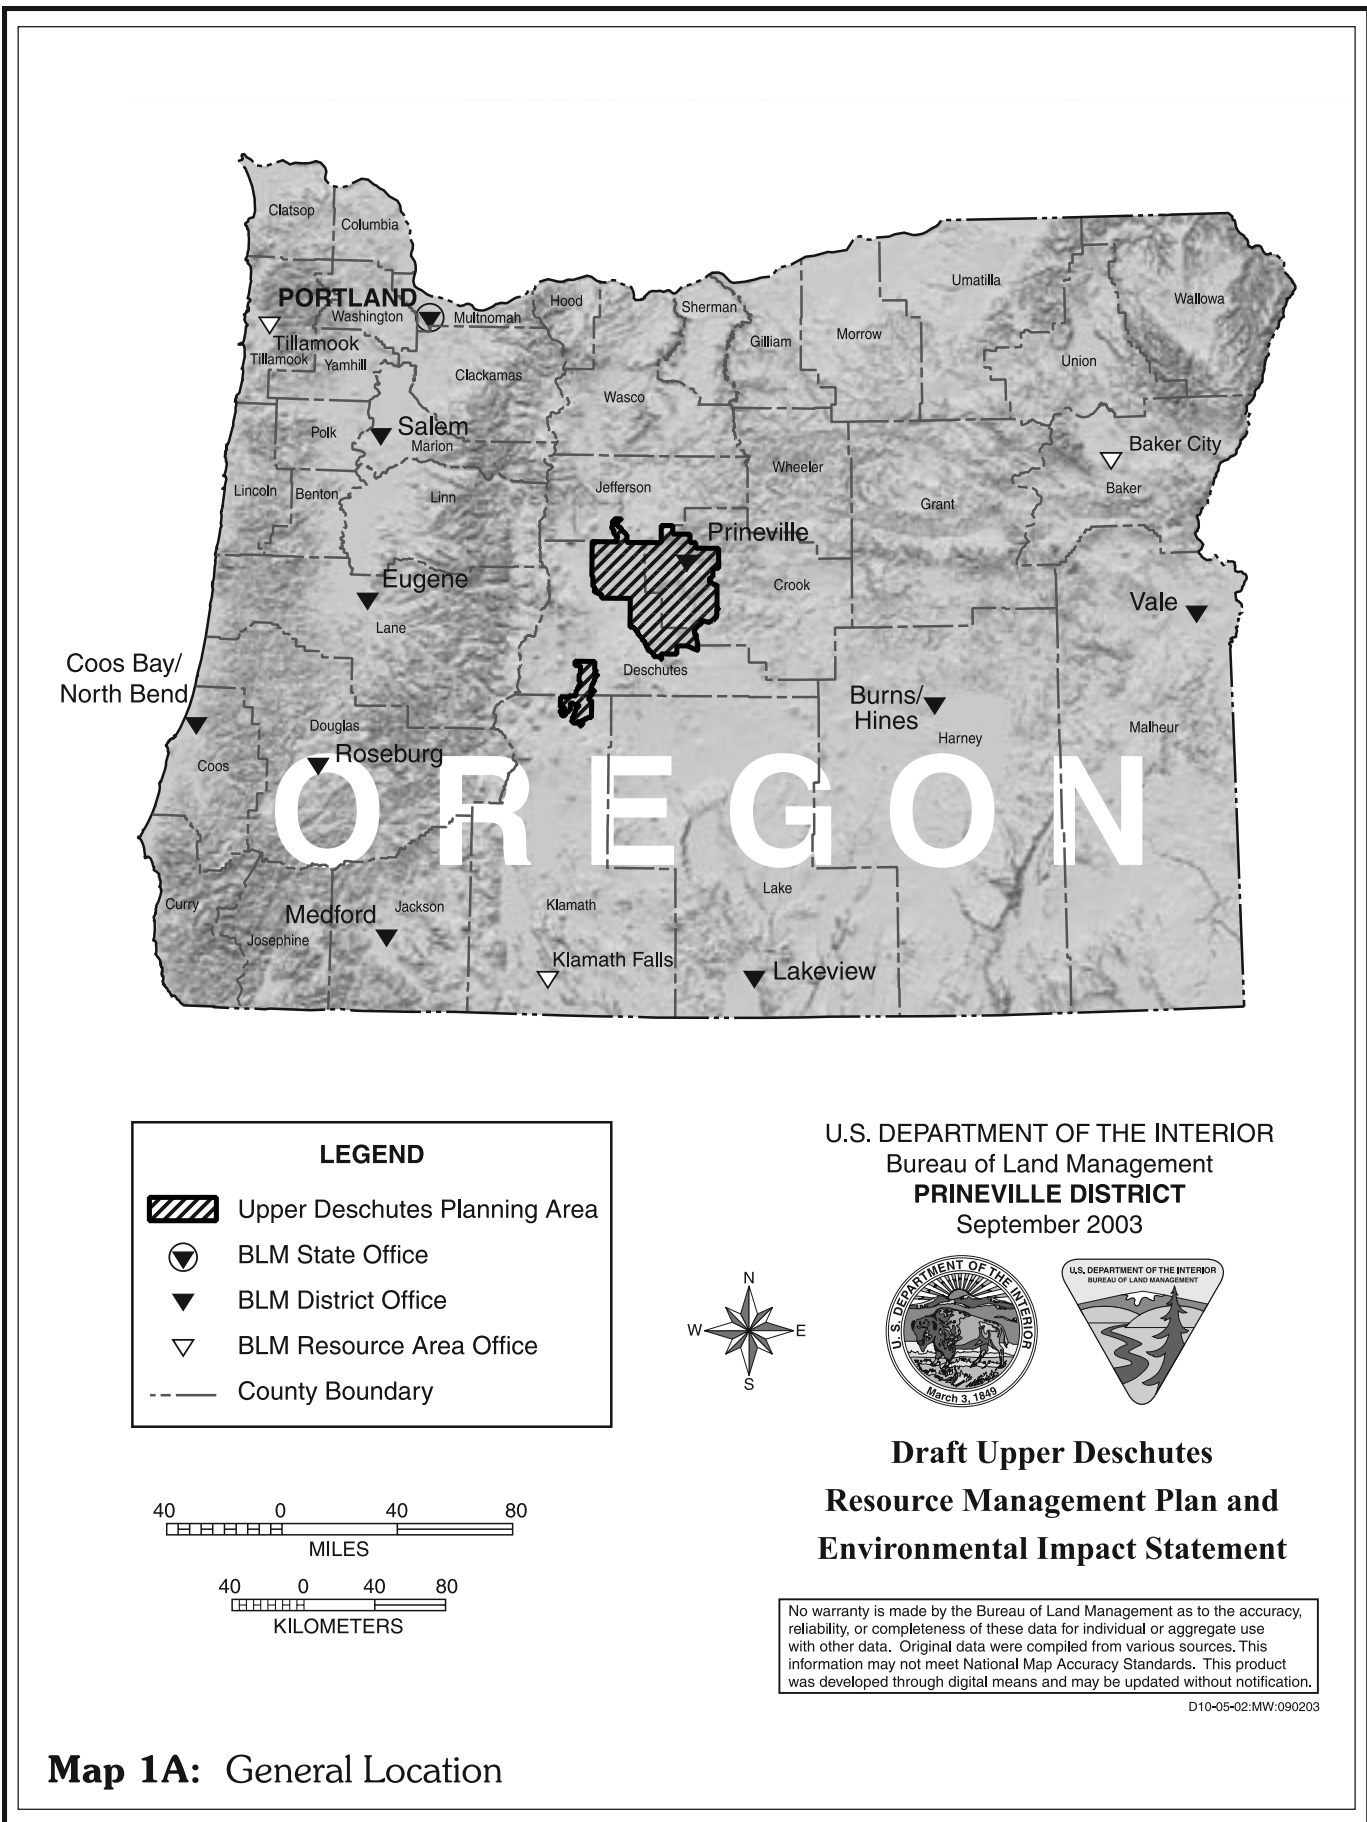 Clatsop
Columbia
PORTLAND
Washington
Multnomah
Hood
Sherman
Umatilla
Wallowa
Tillamook
Tillamook
Yamhill
Gilliam
Morrow
Union
Clackamas
Wasco
Polk
Salem
Marion
Baker City
Baker
Lincoln
Benton
Linn
Jefferson
Wheeler
Grant
Prineville
Eugene
Crook
Vale
Lane
Coos Bay/
North Bend
Deschutes
Burns/
Hines
Harney
Malheur
Douglas
Roseburg
Coos
OREGON
Lake
Curry
Medford
Jackson
Klamath
Josephine
Klamath Falls
Lakeview
LEGEND
Upper Deschutes Planning Area
BLM State Office
BLM District Office
BLM Resource Area Office
County Boundary
40 0 40 80
MILES
40 0 40 80
KILOMETERS
U.S. DEPARTMENT OF THE INTERIOR
Bureau of Land Management
PRINEVILLE DISTRICT
September 2003
N
W E
S
U.S. DEPARTMENT OF THE INTERIOR
March 3, 1849
U.S. DEPARTMENT OF THE INTERIOR
BUREAU OF LAND MANAGEMENT
Draft Upper Deschutes
Resource Management Plan and
Environmental Impact Statement
No warranty is made by the Bureau of Land Management as to the accuracy,
reliability, or completeness of these data for individual or aggregate use
with other data. Original data were compiled from various sources. This
information may not meet National Map Accuracy Standards. This product
was developed through digital means and may be updated without notification.
D10-05-02:MW:090203
Map 1A: General Location